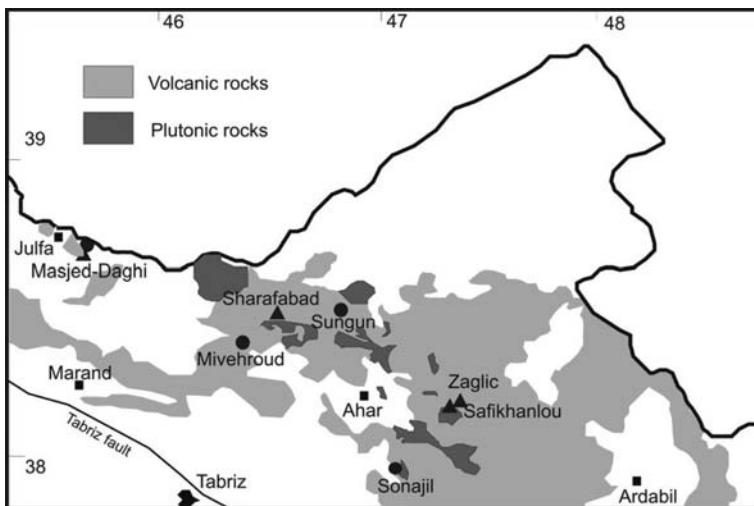 46 47 48
Volcanic rocks
Plutonic rocks
39
Julfa
Masjed-Daghi
Sharafabad
Sungun
Mivehroud
Marand
Zaglic
Ahar
Safikhanlou
Tabriz fault
38
Tabriz
Sonajil
Ardabil